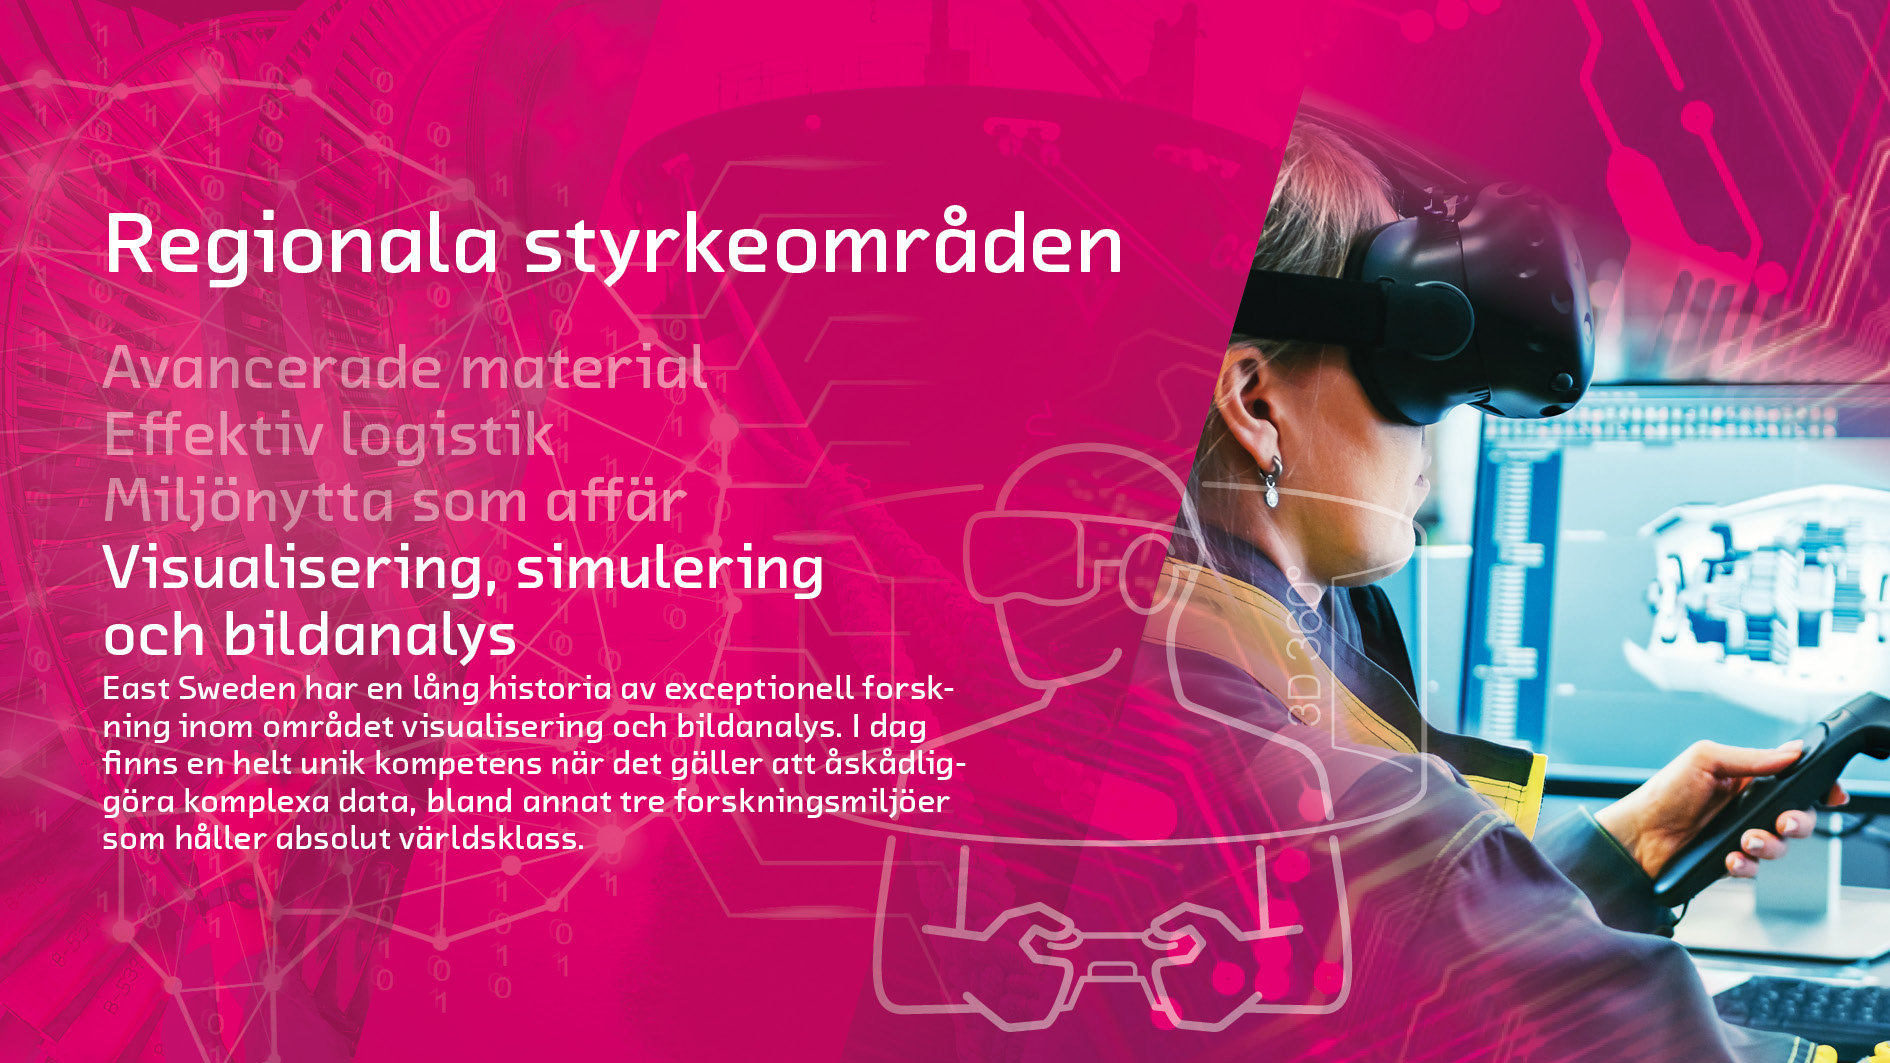 Regionala styrkeområden
Avancerade material
Effektiv logistik
Miljönytta som affär
Visualisering, simulering
och bildanalys
East Sweden har en lång historia av exceptionell forsk-
ning inom området visualisering och bildanalys. I dag
finns en helt unik kompetens när det gäller att åskådlig-
göra komplexa data, bland annat tre forskningsmiljöer
som håller absolut världsklass.
3D 360°